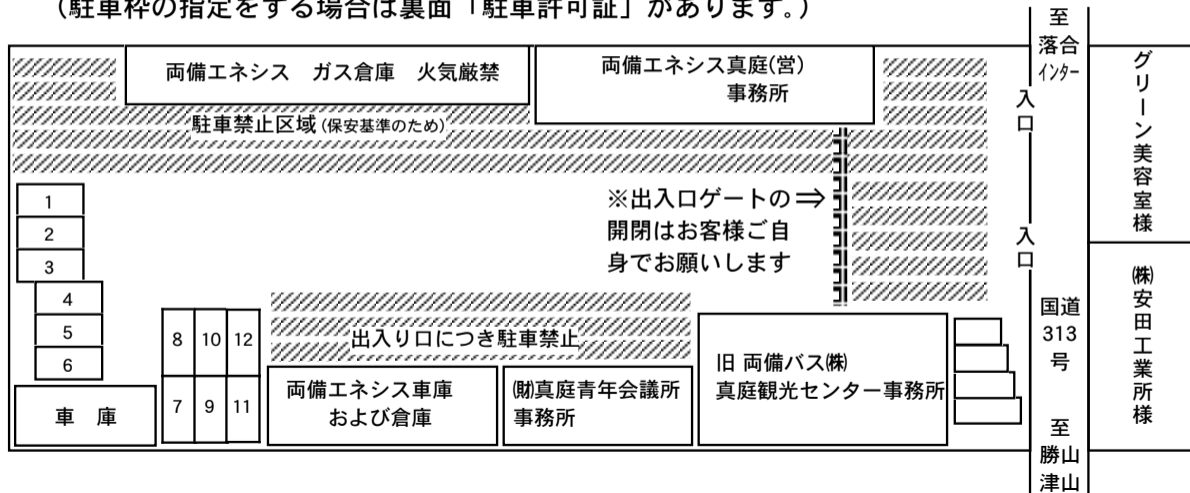 (駐車枠の指定をする場合は裏面「駐車許可証」があります。)
両備エネシス ガス倉庫 火気厳禁
両備エネシス真庭(営)
事務所
駐車禁止区域(保安基準のため)
1
2
3
4
5
6
車 庫
8
10
12
7
9
11
※出入口ゲートの⇒
開閉はお客様ご自
身でお願いします
出入り口につき駐車禁止
両備エネシス車庫
および倉庫
㈶真庭青年会議所
事務所
旧 両備バス㈱
真庭観光センター事務所
入口
入口
至
落合
インター
国道
313
号
至
勝山
津山
グリーン美容室様
㈱安田工業所様